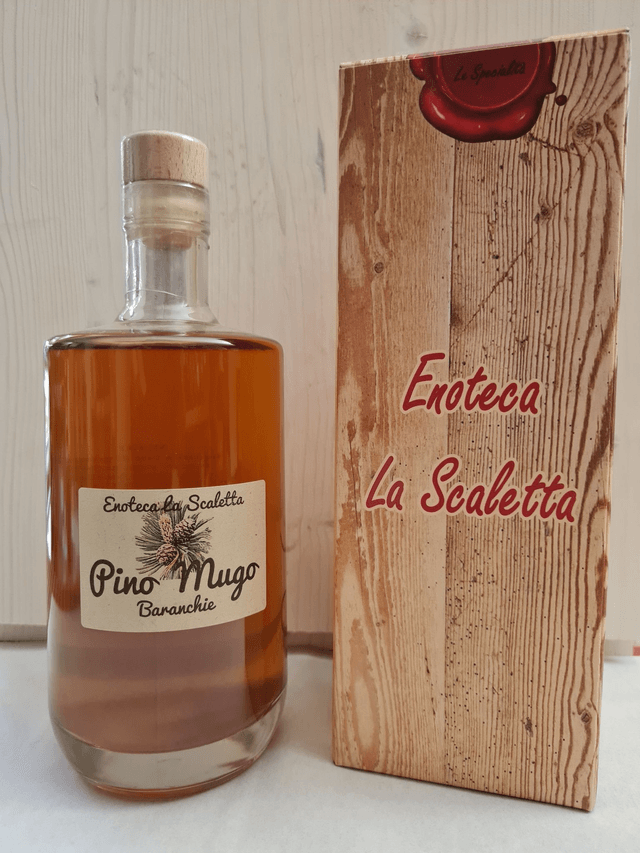 Enoteca La Scaletta
Pino Mugo
Baranchie
Le Specialità
Enoteca
La Scaletta